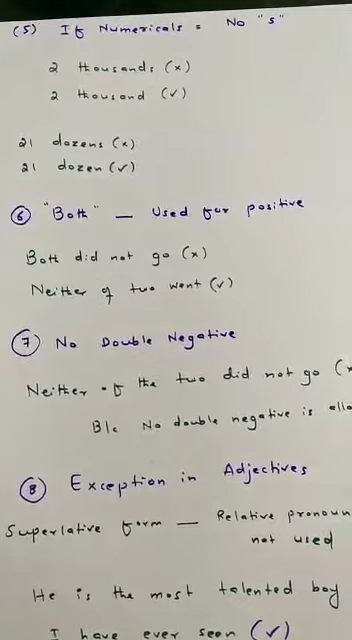 (5) If Numericals = No "s"
2 thousands (x)
2 thousand (✓)
21 dozens (x)
21 dozen (✓)
⑥ "Both" — Used for positive
Both did not go (x)
Neither of two went (✓)
⑦ No Double Negative
Neither of the two did not go (x
B/c No double negative is allo
⑧ Exception in Adjectives
Superlative form — Relative pronoun
not used
He is the most talented boy
I have ever seen (✓)